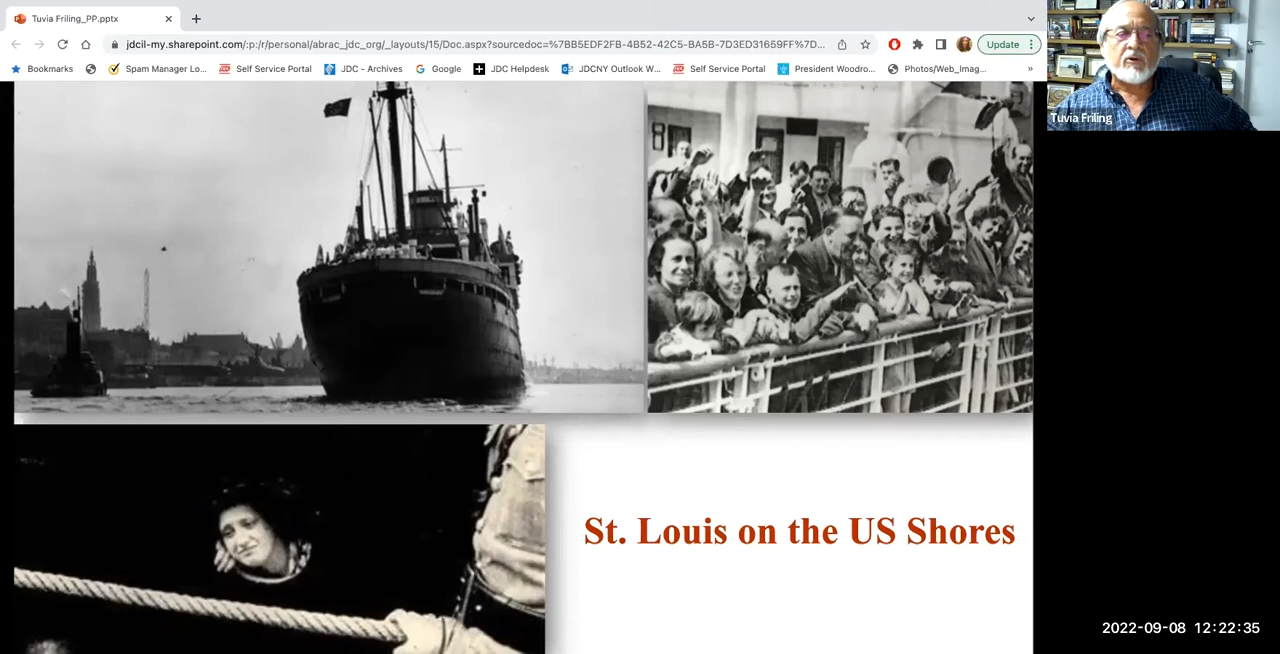 Tuvia Friling_PP.pptx
jdcil-my.sharepoint.com/:p:/r/personal/abrac_jdc_org/_layouts/15/Doc.aspx?sourcedoc=%7BB5EDF2FB-4B52-42C5-BA5B-7D3ED31659FF%7D...
Update
Bookmarks
Spam Manager Lo...
Self Service Portal
JDC - Archives
Google
JDC Helpdesk
JDCNY Outlook W...
Self Service Portal
President Woodro...
Photos/Web_Imag...
»
Tuvia Friling
St. Louis on the US Shores
2022-09-08 12:22:35